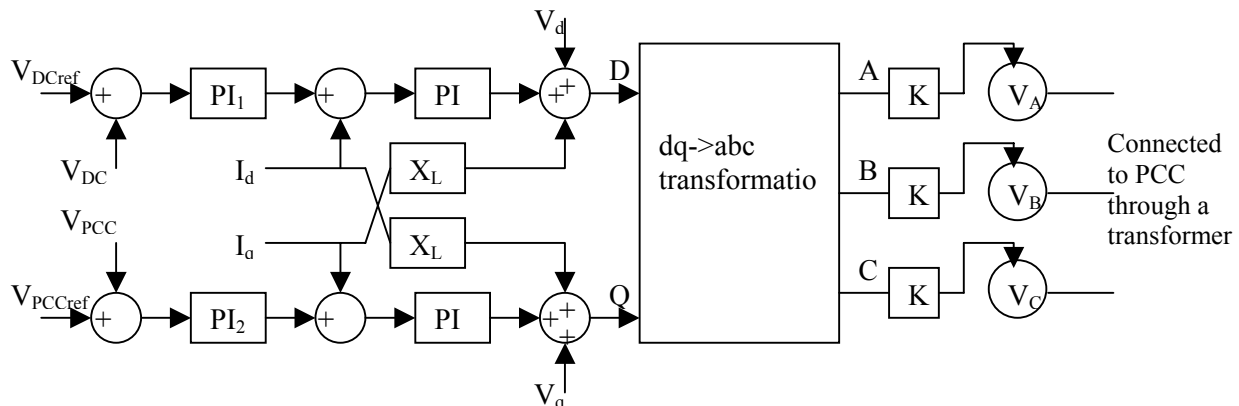 V_d
V_DCref
+
PI_1
+
PI
+ +
D
V_DC
I_d
X_L
V_PCC
I_q
X_L
V_PCCref
+
PI_2
+
PI
+ + +
Q
V_q
dq->abc
transformatio
A
K
V_A
B
K
V_B
C
K
V_C
Connected
to PCC
through a
transformer